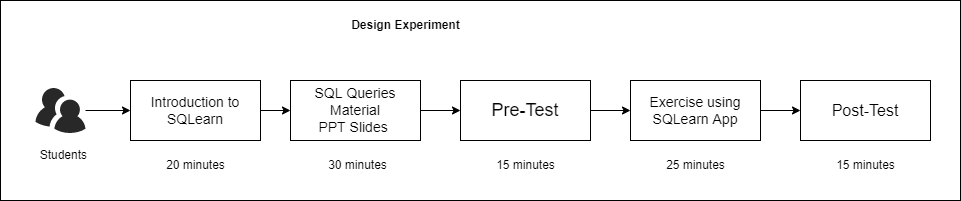 Design Experiment
Introduction to
SQLearn
SQL Queries
Material
PPT Slides
Pre-Test
Exercise using
SQLearn App
Post-Test
Students
20 minutes
30 minutes
15 minutes
25 minutes
15 minutes